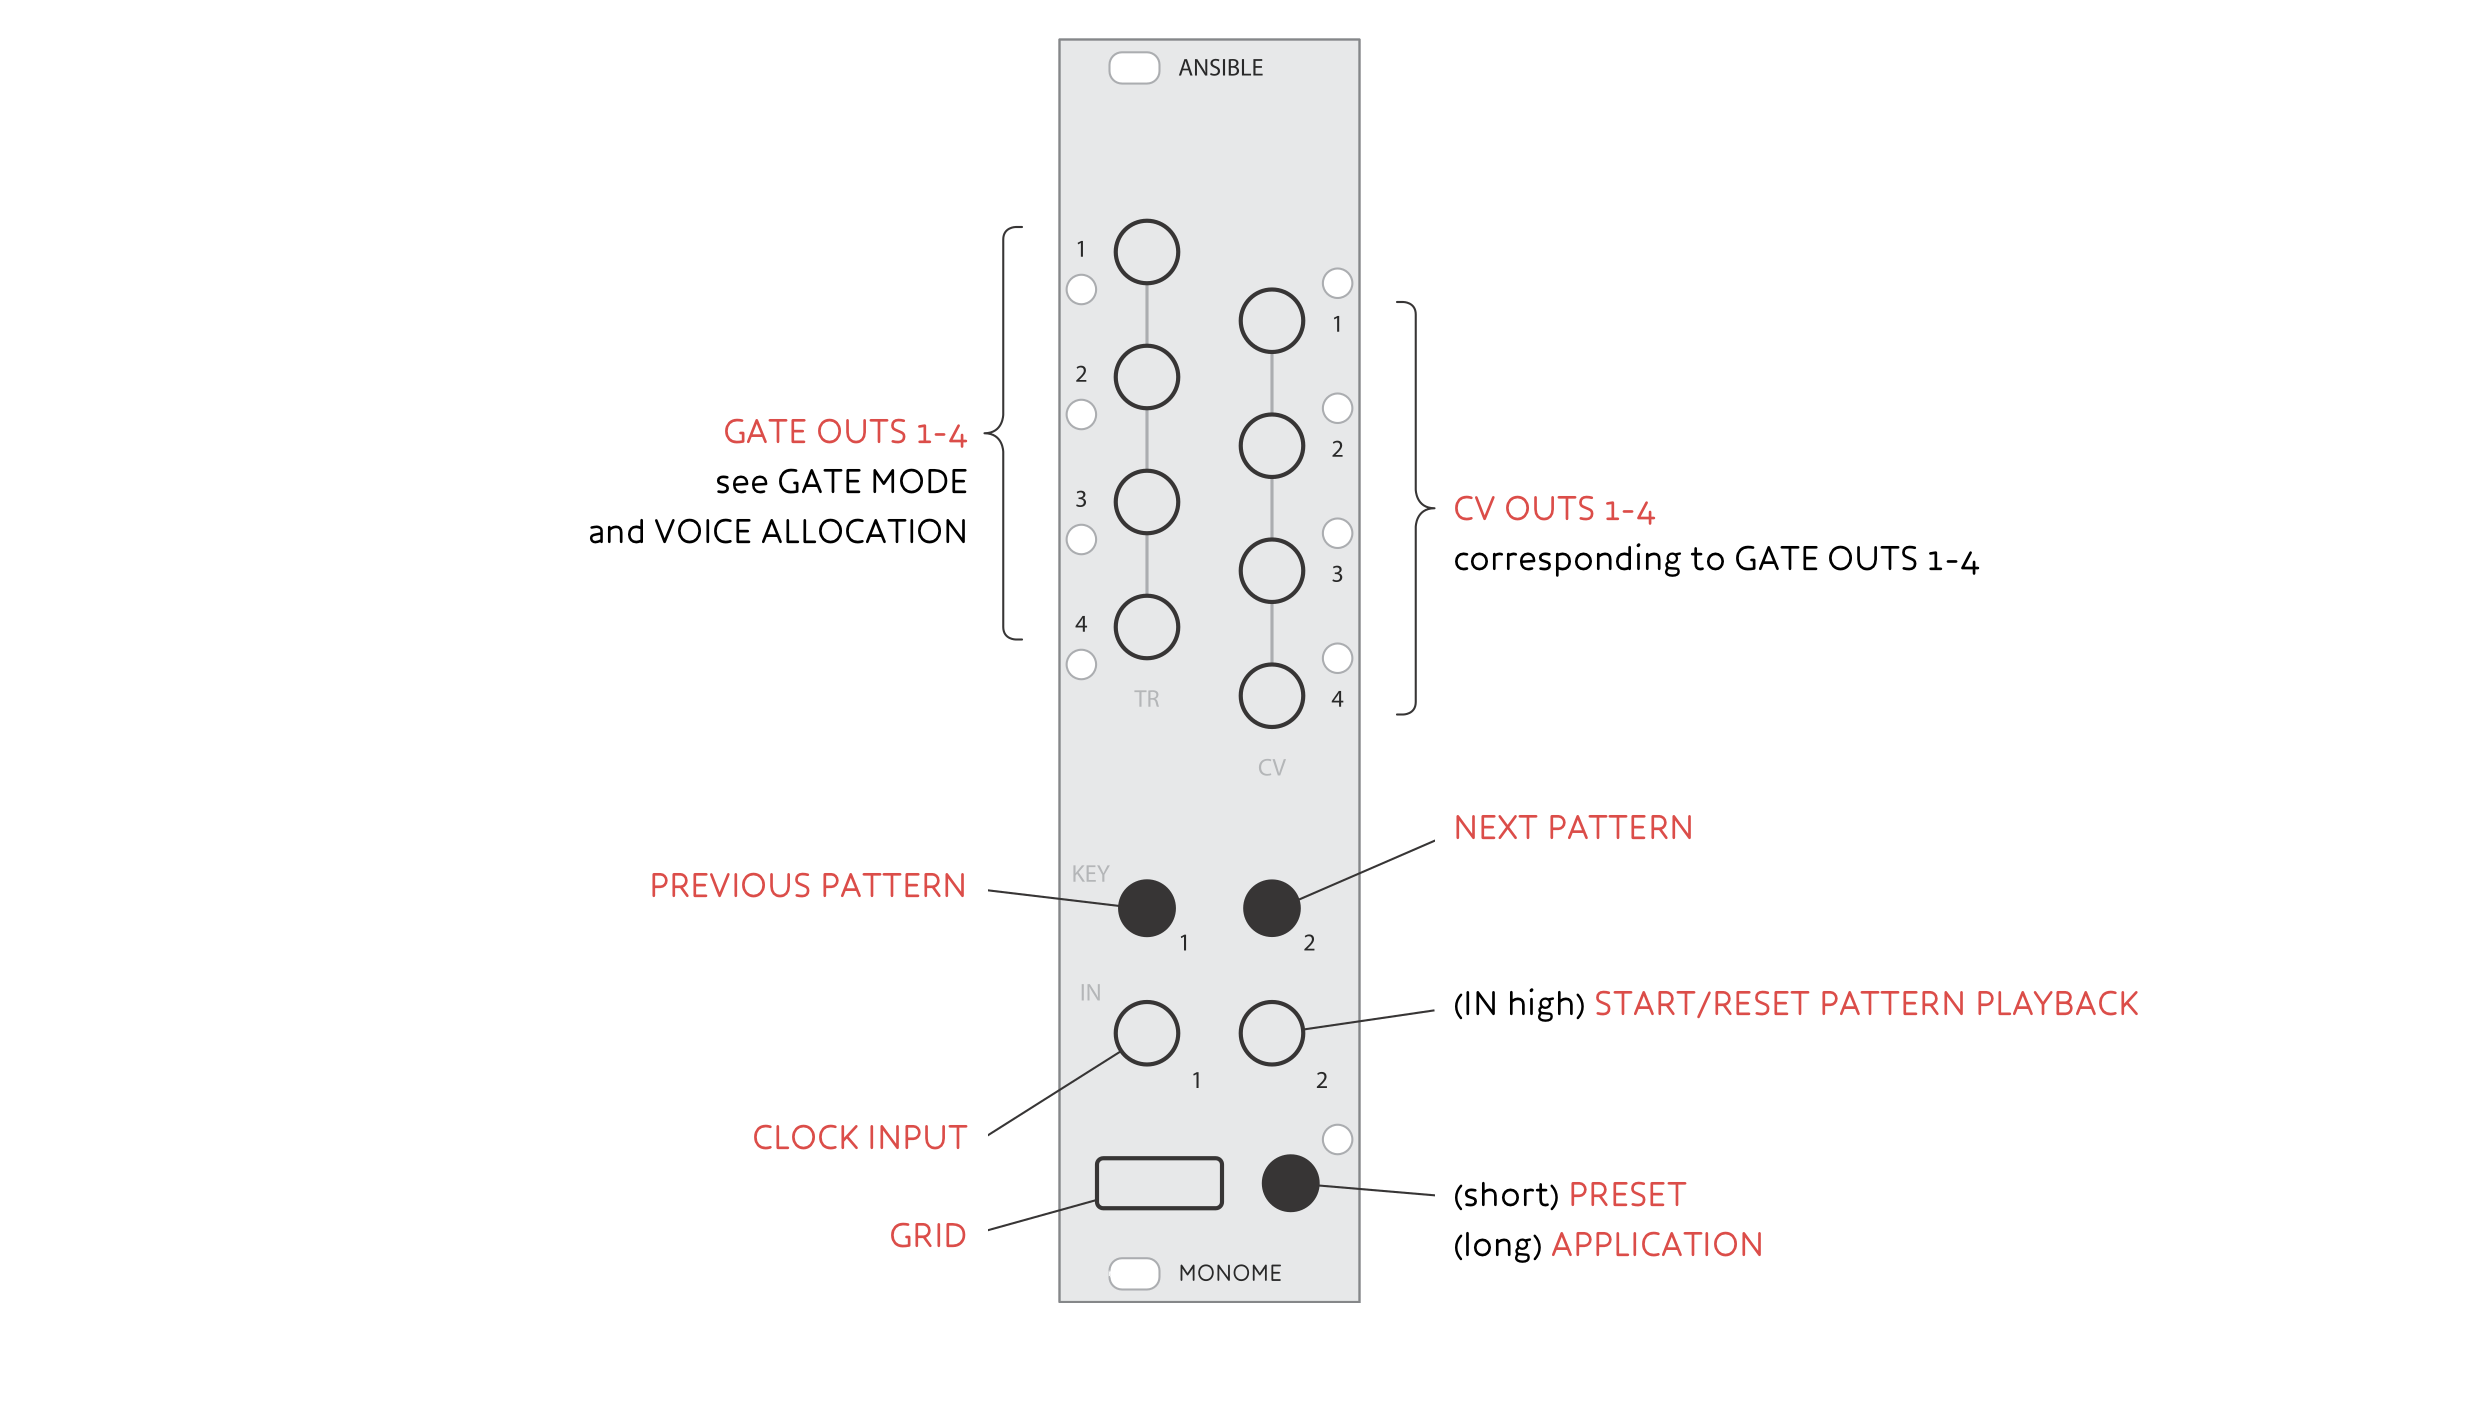 ANSIBLE
1
1
2
2
3
3
4
4
TR
CV
GATE OUTS 1-4
see GATE MODE
and VOICE ALLOCATION
CV OUTS 1-4
corresponding to GATE OUTS 1-4
NEXT PATTERN
PREVIOUS PATTERN
KEY
1
2
IN
(IN high) START/RESET PATTERN PLAYBACK
1
2
CLOCK INPUT
(short) PRESET
(long) APPLICATION
GRID
MONOME